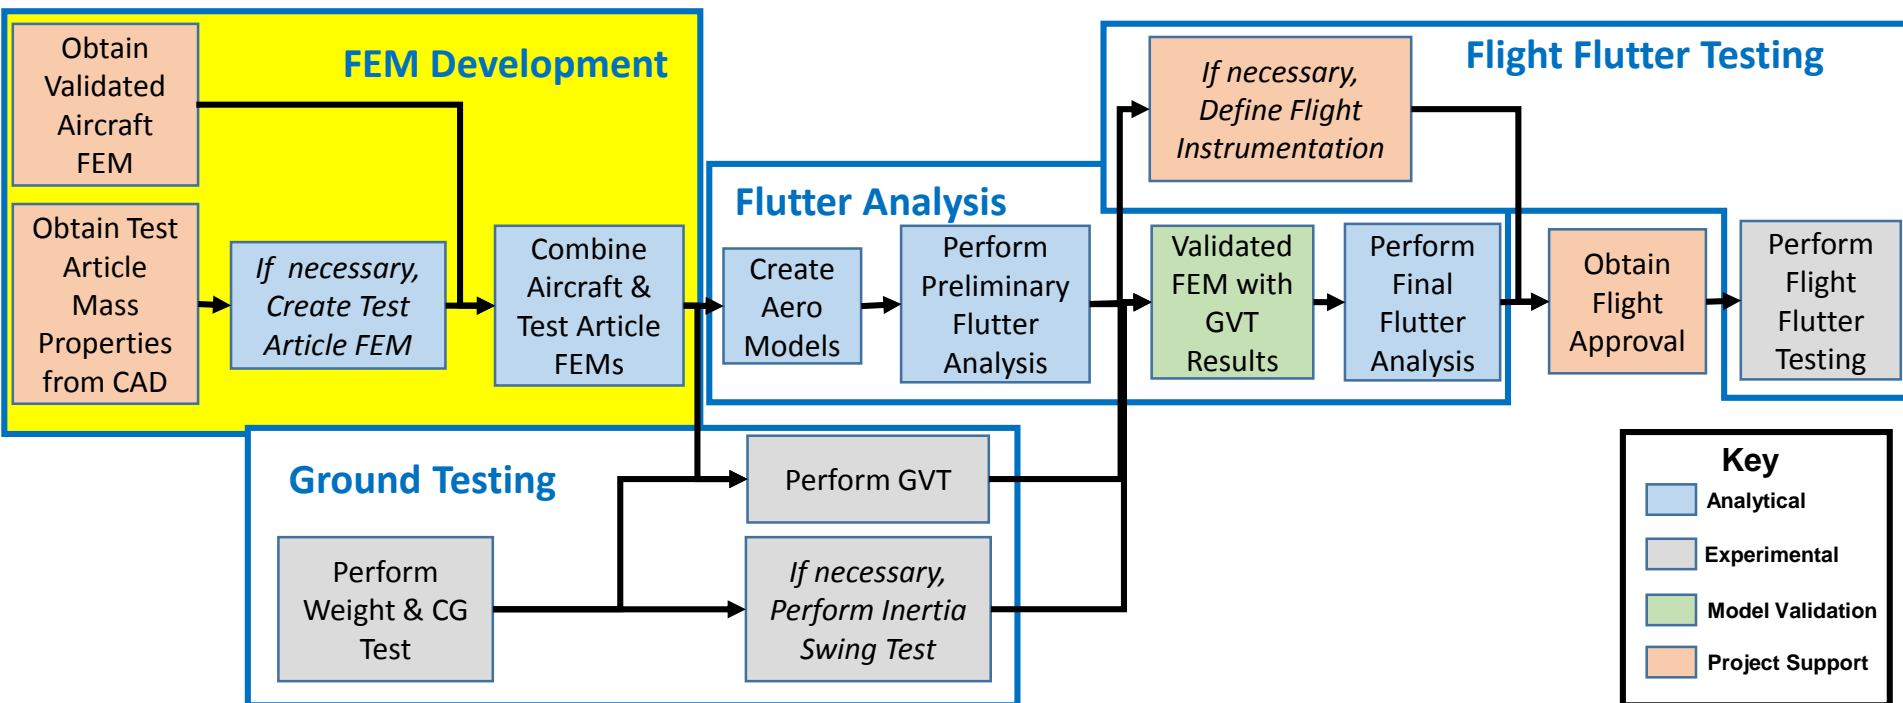 FEM Development
Obtain
Validated
Aircraft
FEM
Obtain Test
Article
Mass
Properties
from CAD
If necessary,
Create Test
Article FEM
Combine
Aircraft &
Test Article
FEMs
Flutter Analysis
Create
Aero
Models
Perform
Preliminary
Flutter
Analysis
Validated
FEM with
GVT
Results
Perform
Final
Flutter
Analysis
Flight Flutter Testing
If necessary,
Define Flight
Instrumentation
Obtain
Flight
Approval
Perform
Flight
Flutter
Testing
Ground Testing
Perform GVT
Perform
Weight & CG
Test
If necessary,
Perform Inertia
Swing Test
Key
Analytical
Experimental
Model Validation
Project Support